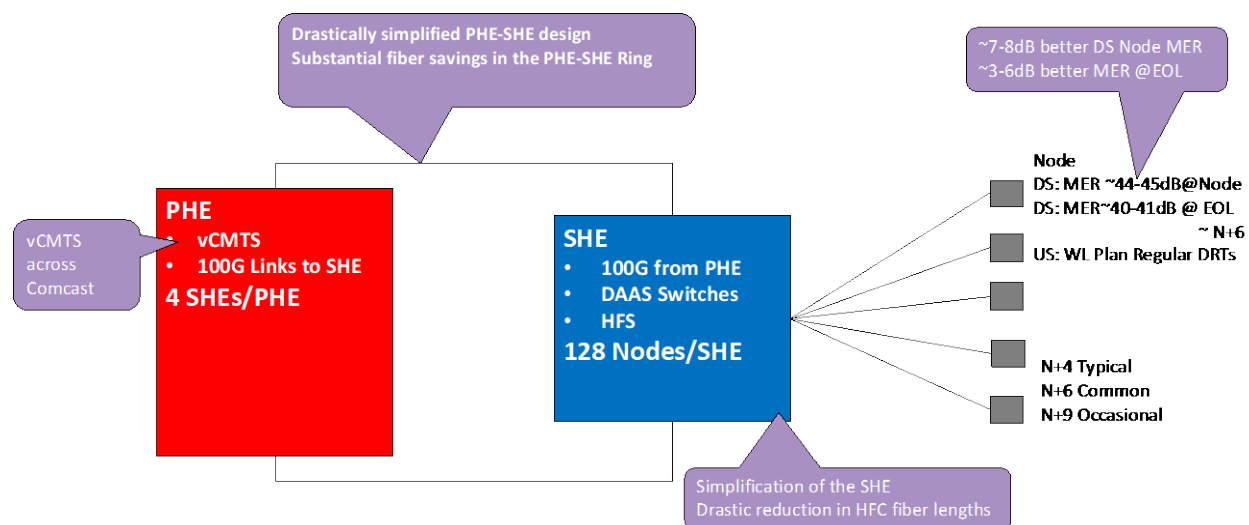 Drastically simplified PHE-SHE design
Substantial fiber savings in the PHE-SHE Ring
~7-8dB better DS Node MER
~3-6dB better MER @EOL
vCMTS
across
Comcast
PHE
• vCMTS
• 100G Links to SHE
4 SHEs/PHE
SHE
• 100G from PHE
• DAAS Switches
• HFS
128 Nodes/SHE
Node
DS: MER ~44-45dB@Node
DS: MER~40-41dB @ EOL
~ N+6
US: WL Plan Regular DRTs
N+4 Typical
N+6 Common
N+9 Occasional
Simplification of the SHE
Drastic reduction in HFC fiber lengths